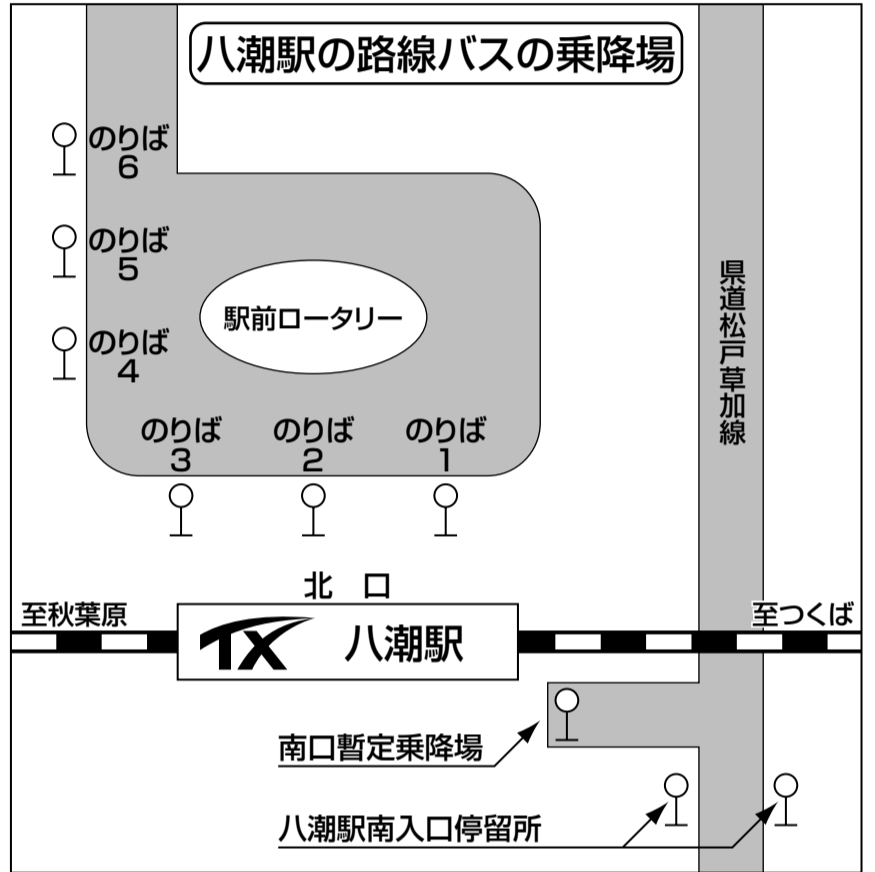 八潮駅の路線バスの乗降場
のりば
6
のりば
5
のりば
4
駅前ロータリー
県道松戸草加線
のりば
3
のりば
2
のりば
1
北 口
至秋葉原
至つくば
TX 八潮駅
南口暫定乗降場
八潮駅南入口停留所